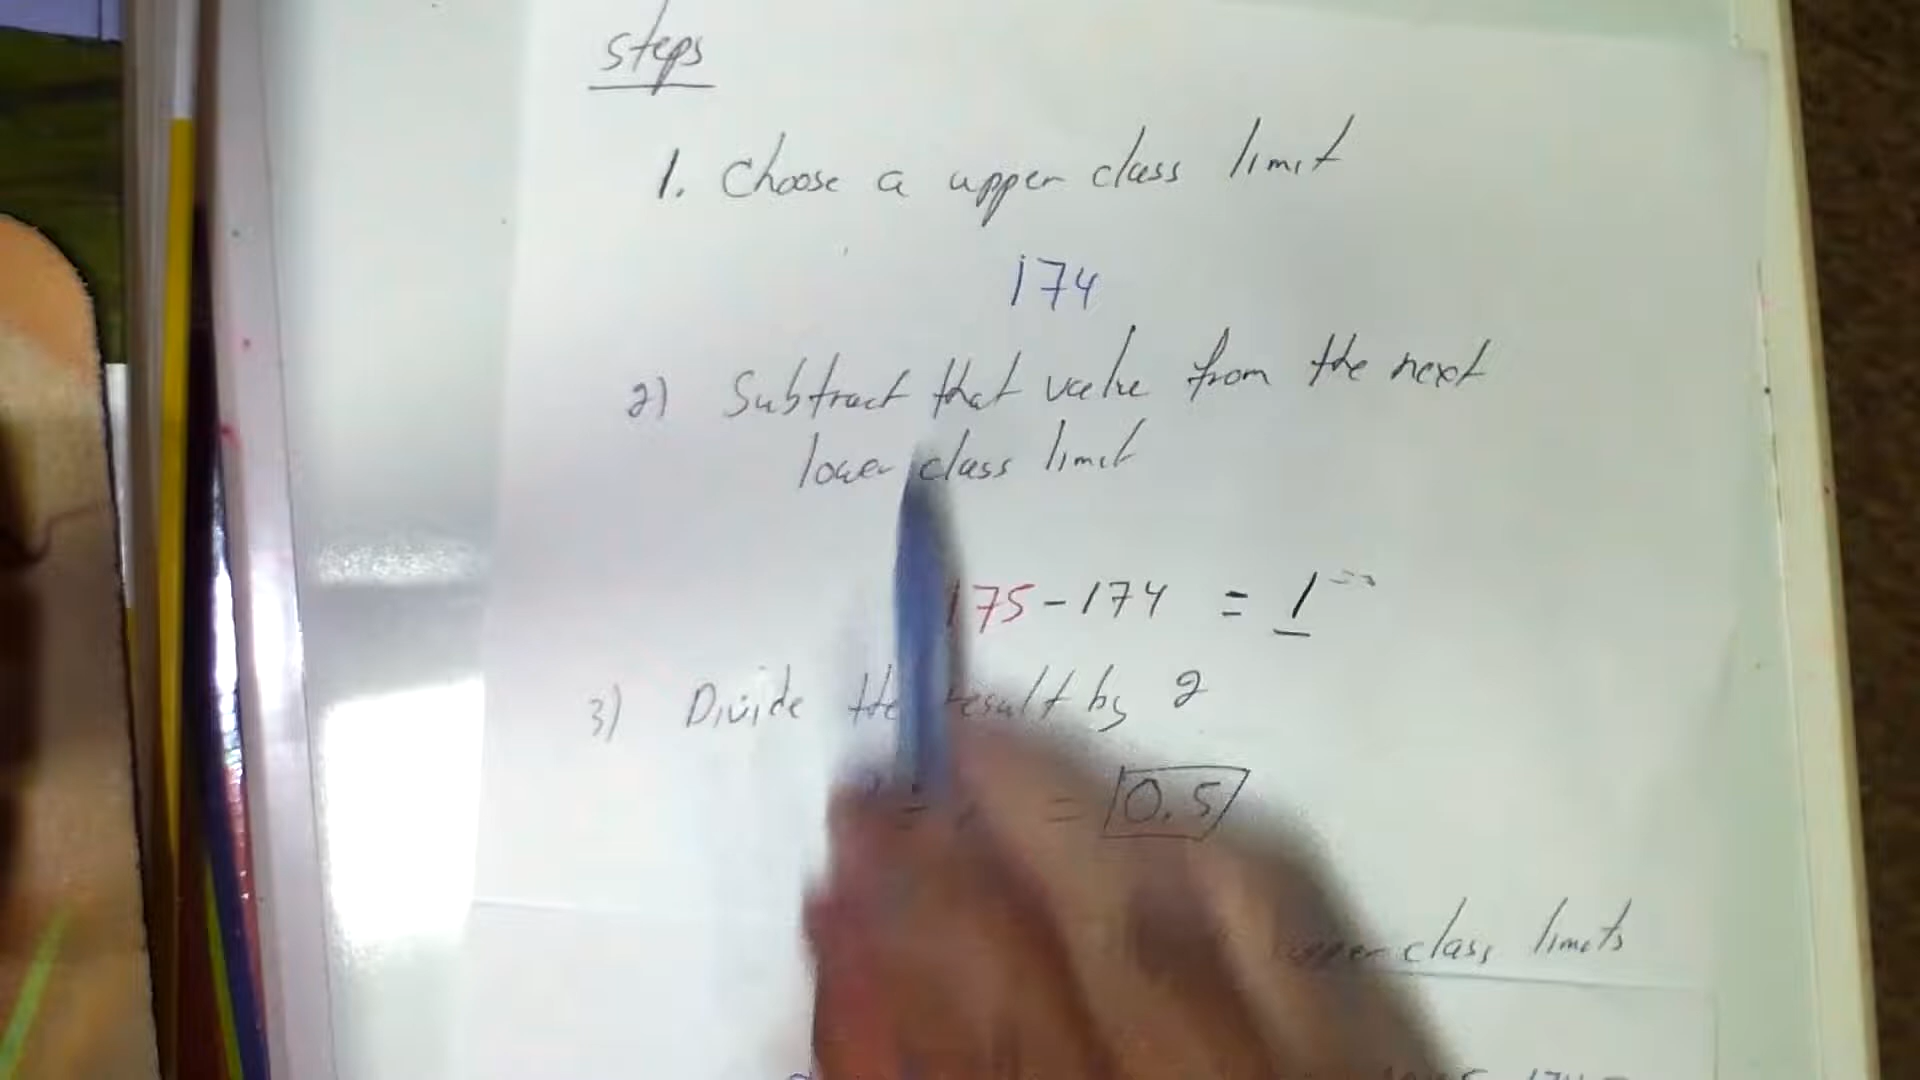 steps
1. Choose a upper class limit
174
2) Subtract that value from the next
lower class limit
175 - 174 = 1
3) Divide the result by 2
= 0.5
upper class limits